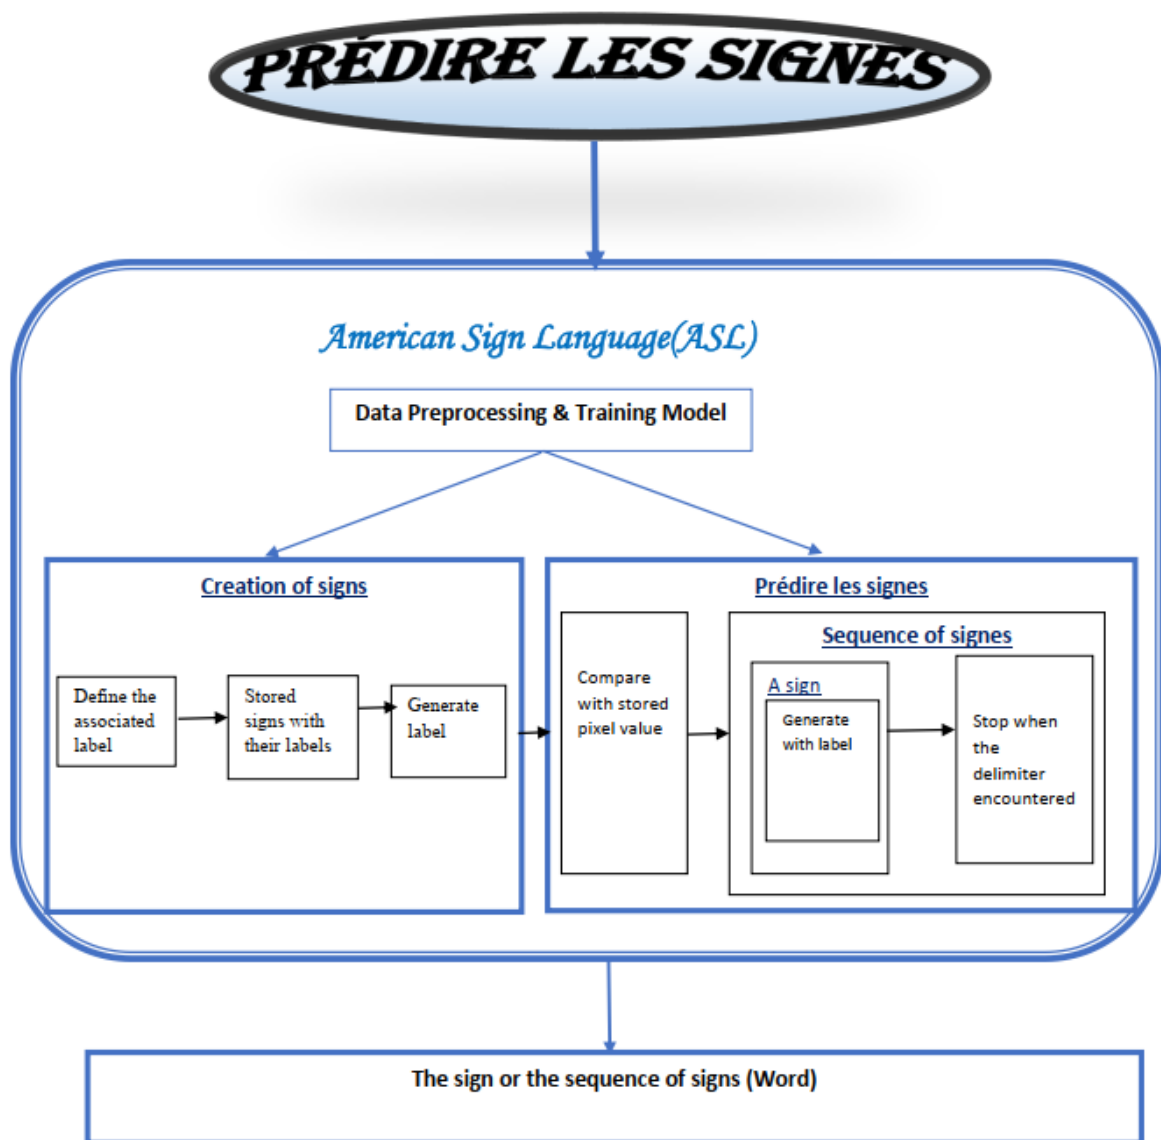 PRÉDIRE LES SIGNES
American Sign Language(ASL)
Data Preprocessing & Training Model
Creation of signs
Define the
associated
label
Stored
signs with
their labels
Generate
label
Prédire les signes
Compare
with stored
pixel value
Sequence of signes
A sign
Generate
with label
Stop when
the
delimiter
encountered
The sign or the sequence of signs (Word)